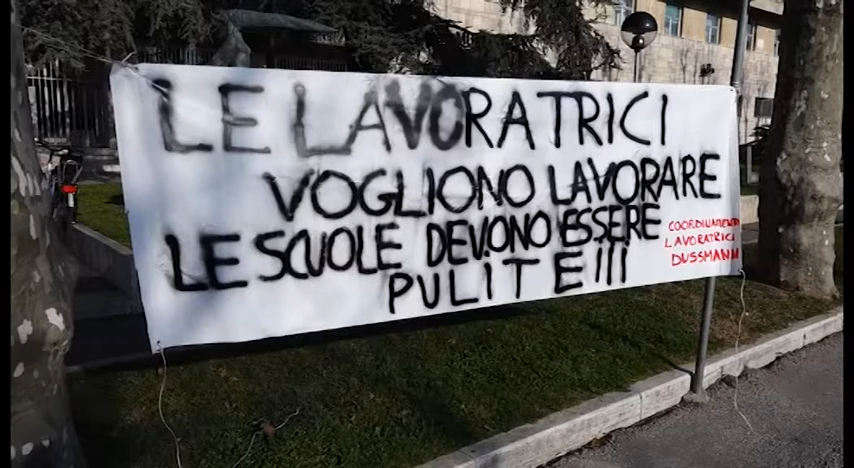 LE LAVORATRICI
VOGLIONO LAVORARE
LE SCUOLE DEVONO ESSERE
PULITE !!!
COORDINAMENTO
LAVORATRICI
DUSSMANN